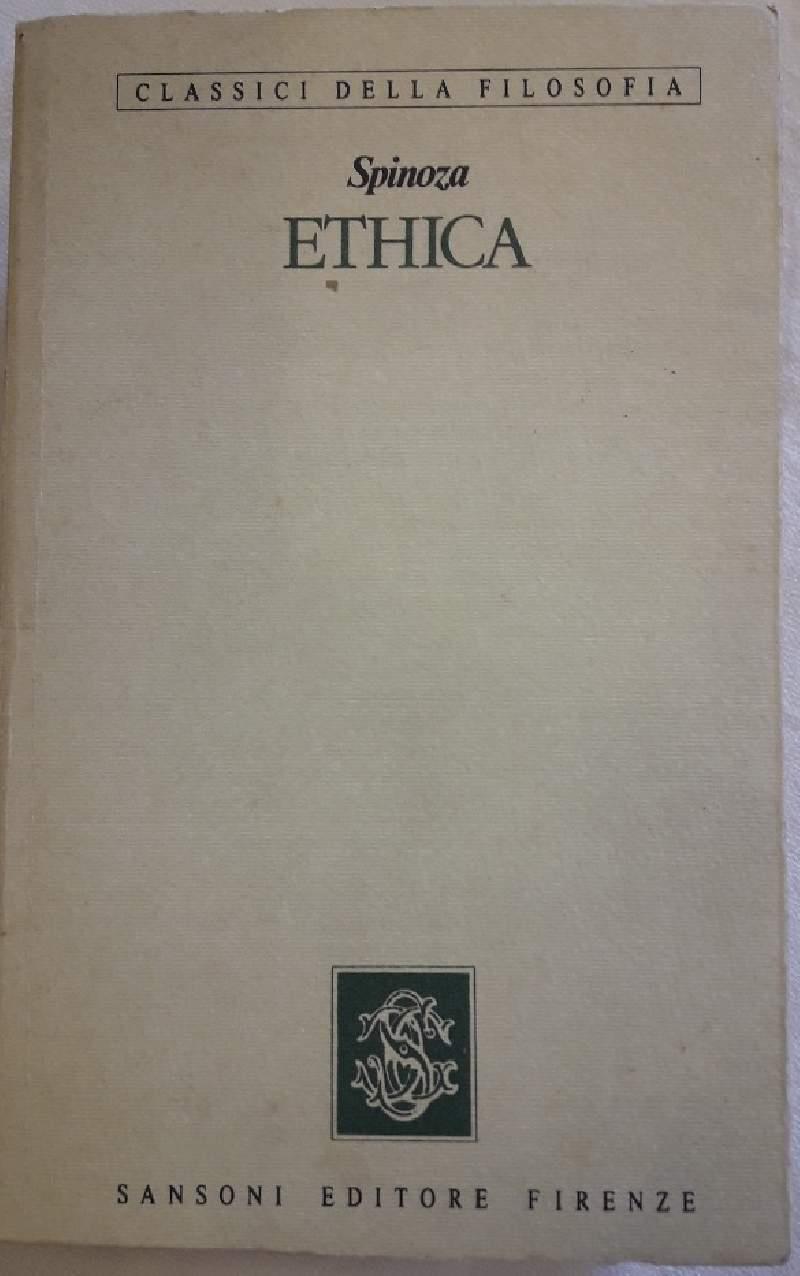 CLASSICI DELLA FILOSOFIA
Spinoza
ETHICA
SANSONI EDITORE FIRENZE